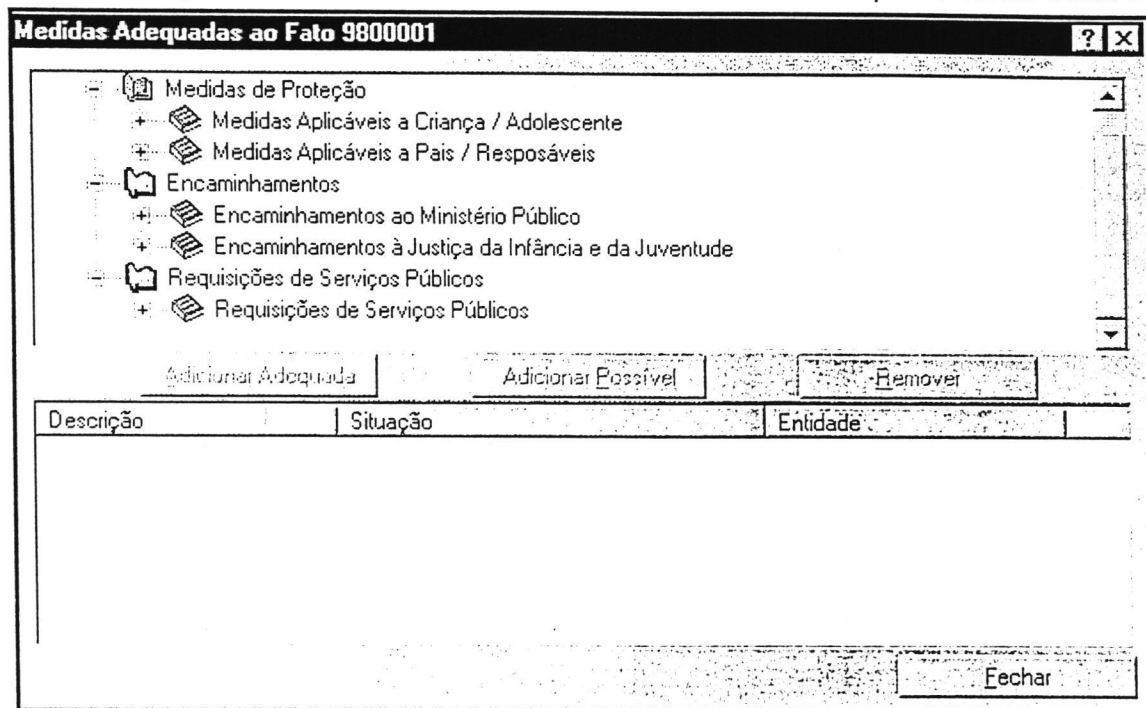 Medidas Adequadas ao Fato 9800001
Medidas de Proteção
Medidas Aplicáveis a Criança / Adolescente
Medidas Aplicáveis a Pais / Resposáveis
Encaminhamentos
Encaminhamentos ao Ministério Público
Encaminhamentos à Justiça da Infância e da Juventude
Requisições de Serviços Públicos
Requisições de Serviços Públicos
Adicionar Adequada Adicionar Possível Remover
Descrição Situação Entidade
Fechar